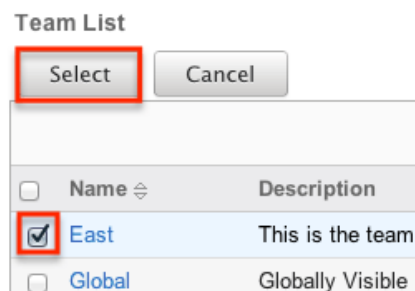 Team List
Select Cancel
Name Description
East This is the team
Global Globally Visible